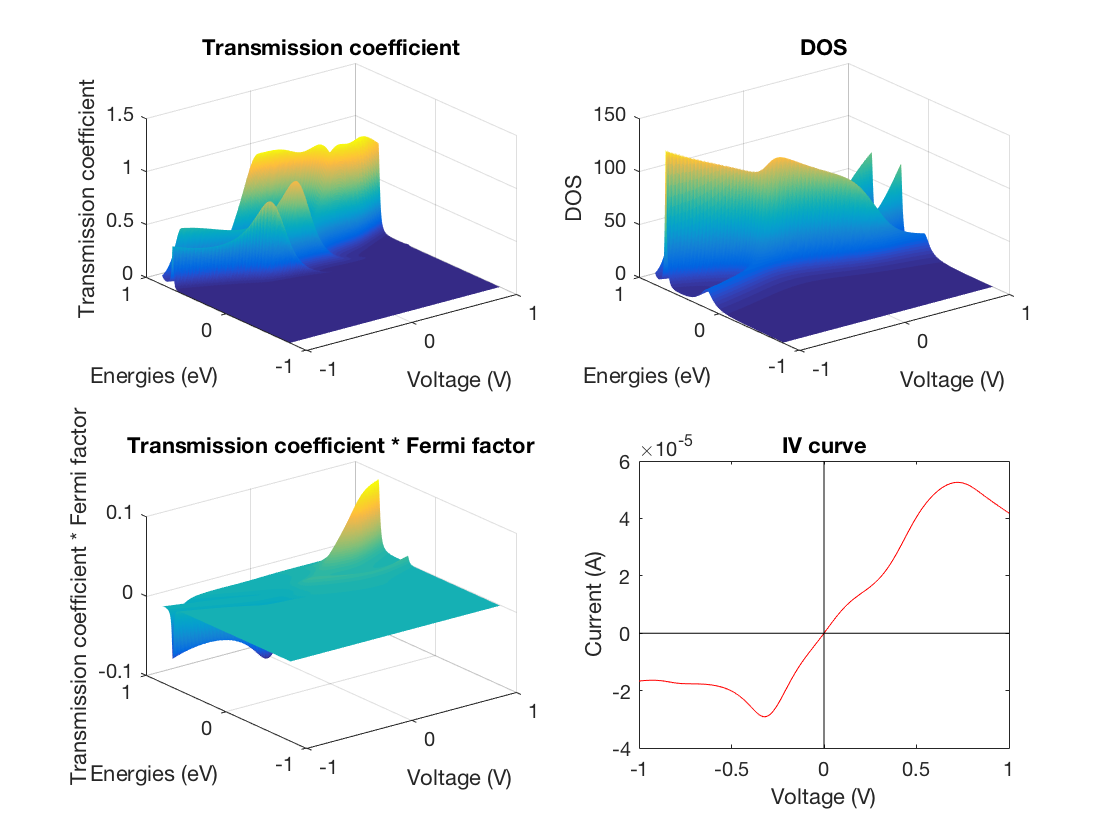 Transmission coefficient
Transmission coefficient
1.5
1
0.5
0
1
0
-1
Energies (eV)
-1
0
1
Voltage (V)
DOS
DOS
150
100
50
0
1
0
-1
Energies (eV)
-1
0
1
Voltage (V)
Transmission coefficient * Fermi factor
Transmission coefficient * Fermi factor
0.1
0
-0.1
1
0
-1
Energies (eV)
-1
0
1
Voltage (V)
IV curve
×10⁻⁵
Current (A)
6
4
2
0
-2
-4
-1 -0.5 0 0.5 1
Voltage (V)